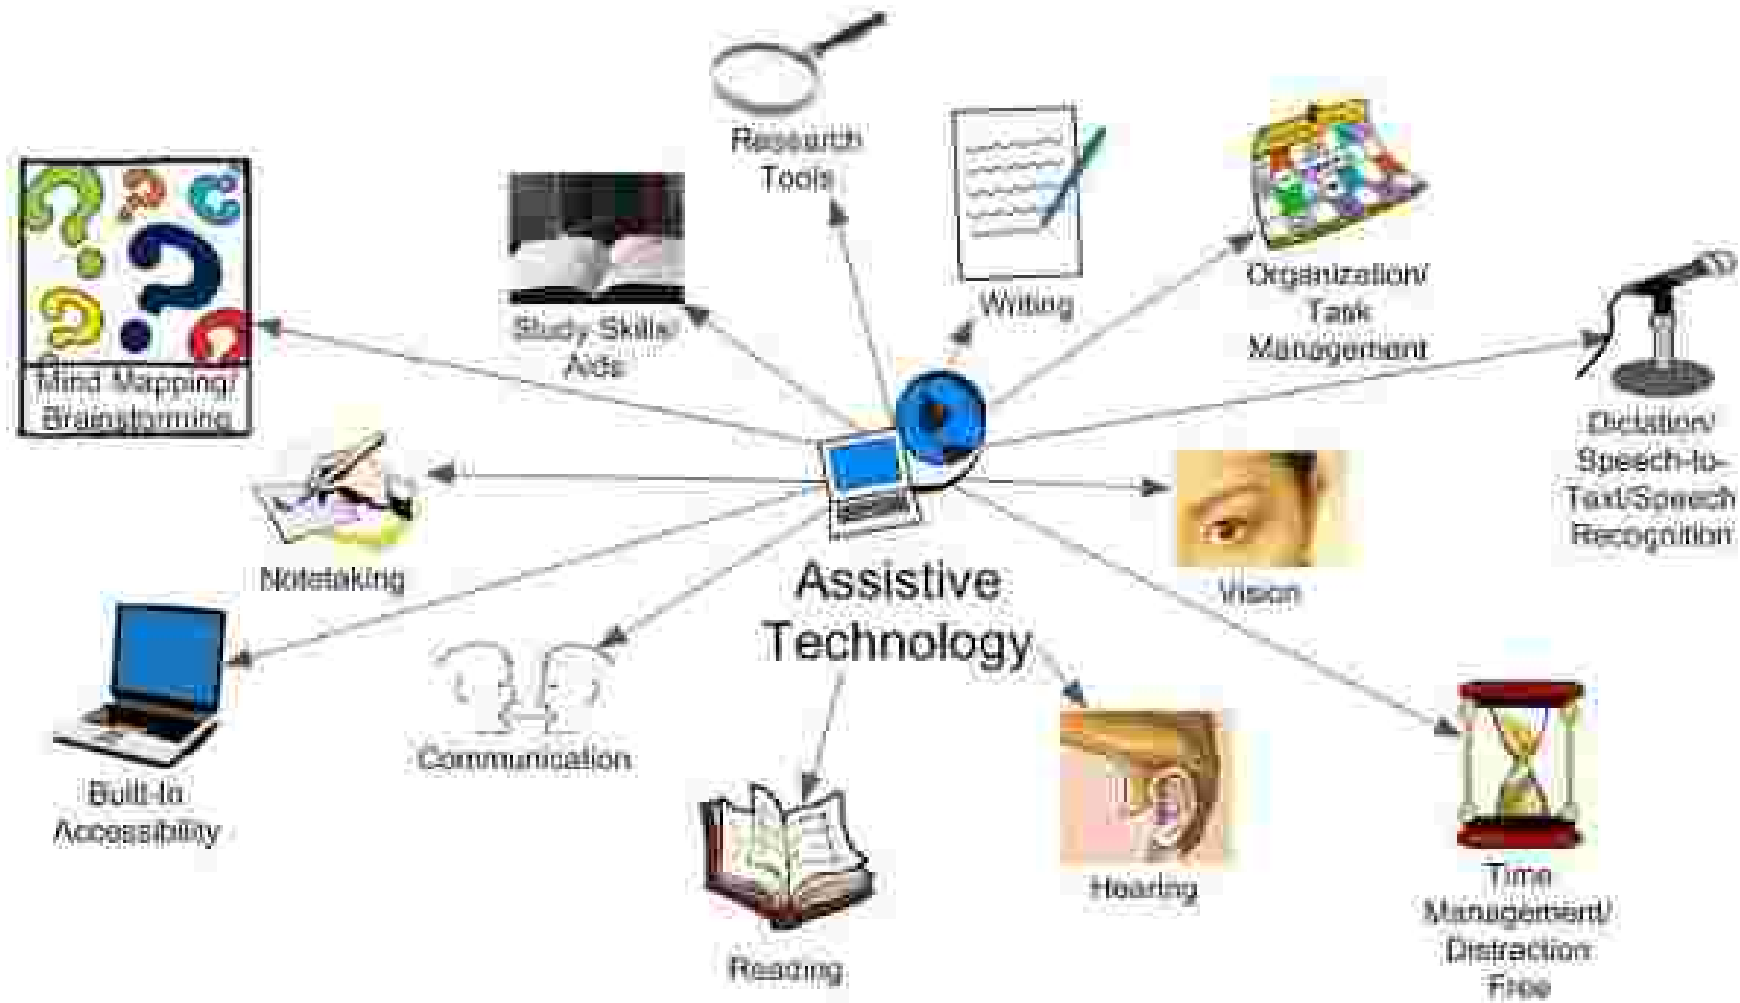 Research
Tools
Writing
Organization/
Task
Management
Study Skills/
Aids
Mind Mapping/
Brainstorming
Dictation/
Speech-to-
Text/Speech
Recognition
Notetaking
Vision
Assistive
Technology
Communication
Built-In
Accessibility
Hearing
Reading
Time
Management/
Distraction
Free